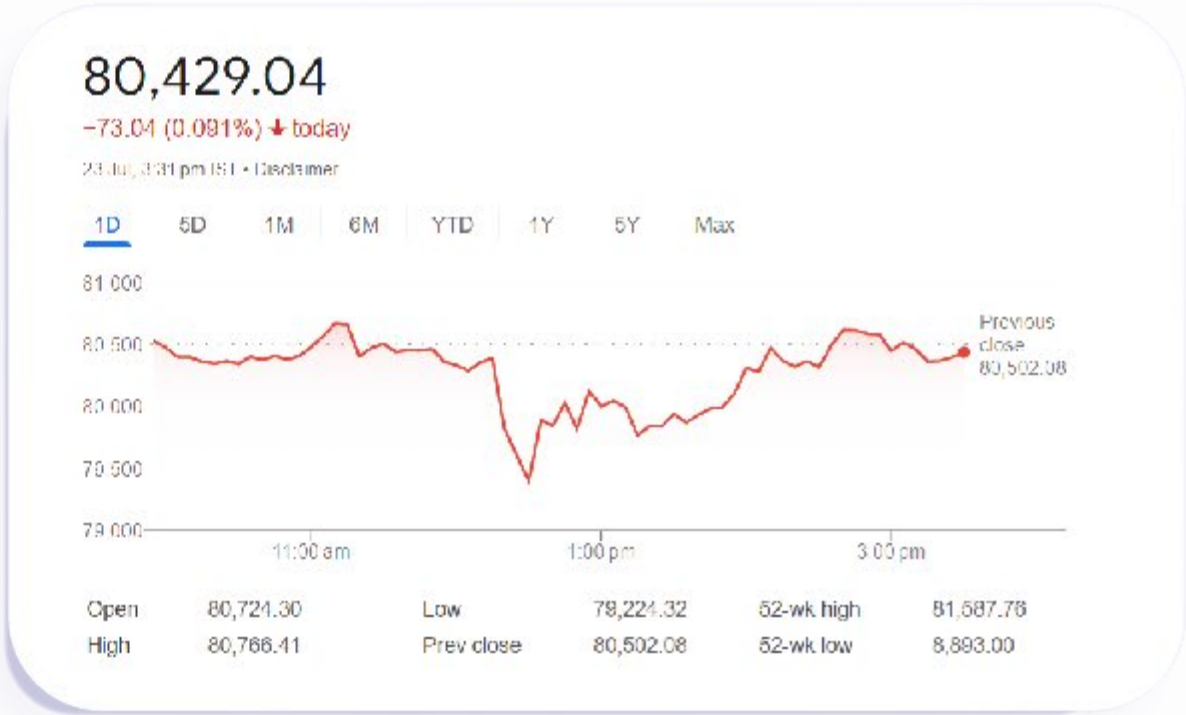 80,429.04
−73.04 (0.091%) ↓ today
23 Jul, 3:31 pm IST • Disclaimer
1D 5D 1M 6M YTD 1Y 5Y Max
81,000
80,500
80,000
79,500
79,000
Previous
close
80,502.08
11:00 am 1:00 pm 3:00 pm
Open 80,724.30 Low 79,224.32 52-wk high 81,587.76
High 80,766.41 Prev close 80,502.08 52-wk low 8,893.00